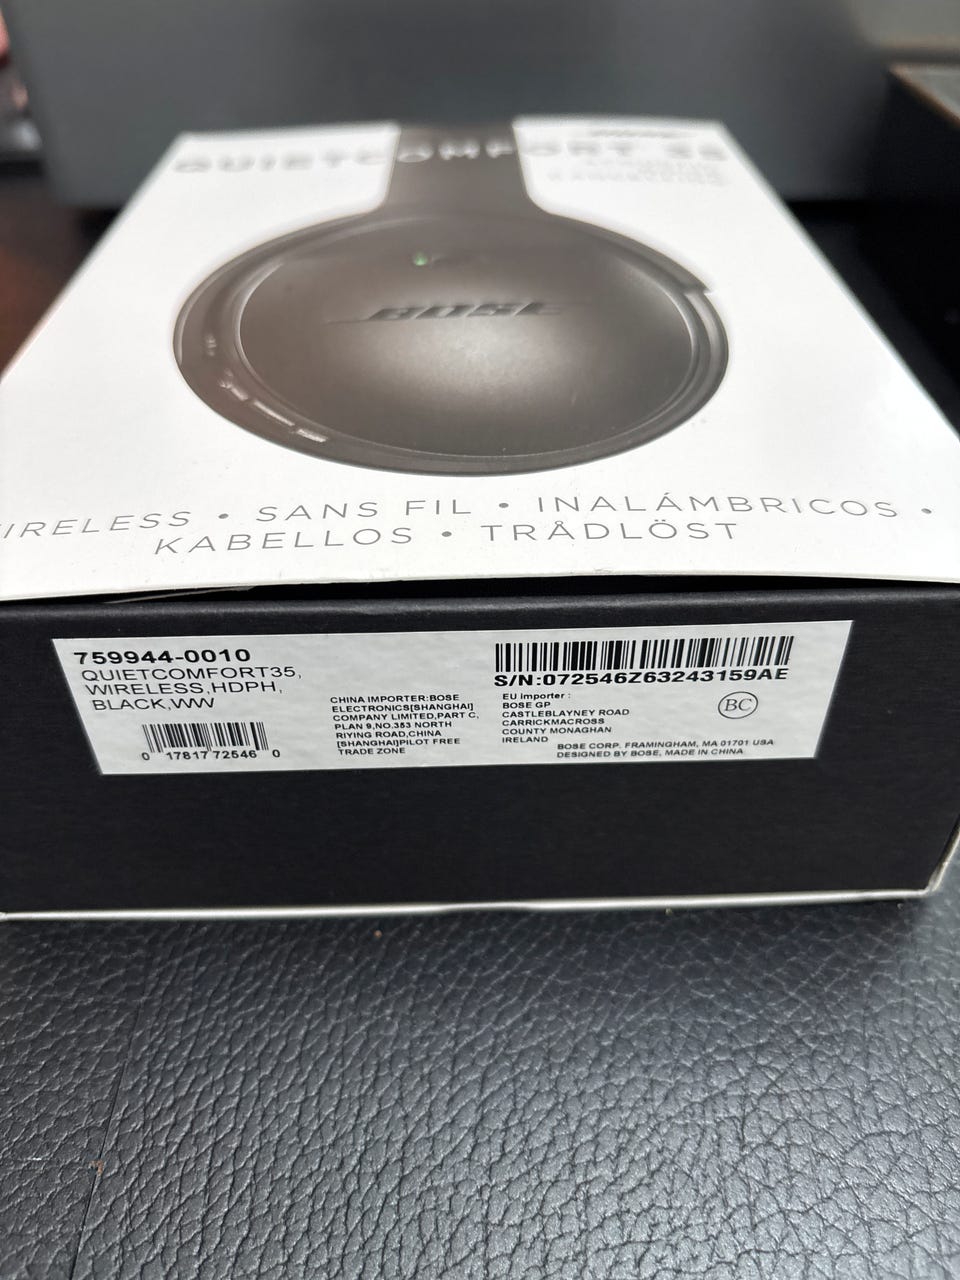 QUIETCOMFORT 35
BOSE
WIRELESS • SANS FIL • INALÁMBRICOS •
KABELLOS • TRÅDLÖST
759944-0010
QUIETCOMFORT35,
WIRELESS,HDPH,
BLACK,WW
0 17817 72546 0
CHINA IMPORTER:BOSE
ELECTRONICS[SHANGHAI]
COMPANY LIMITED,PART C,
PLAN 9,NO.353 NORTH
RIYING ROAD,CHINA
[SHANGHAI]PILOT FREE
TRADE ZONE
S/N:072546Z63243159AE
EU importer :
BOSE GP
CASTLEBLAYNEY ROAD
CARRICKMACROSS
COUNTY MONAGHAN
IRELAND
BC
BOSE CORP. FRAMINGHAM, MA 01701 USA
DESIGNED BY BOSE, MADE IN CHINA